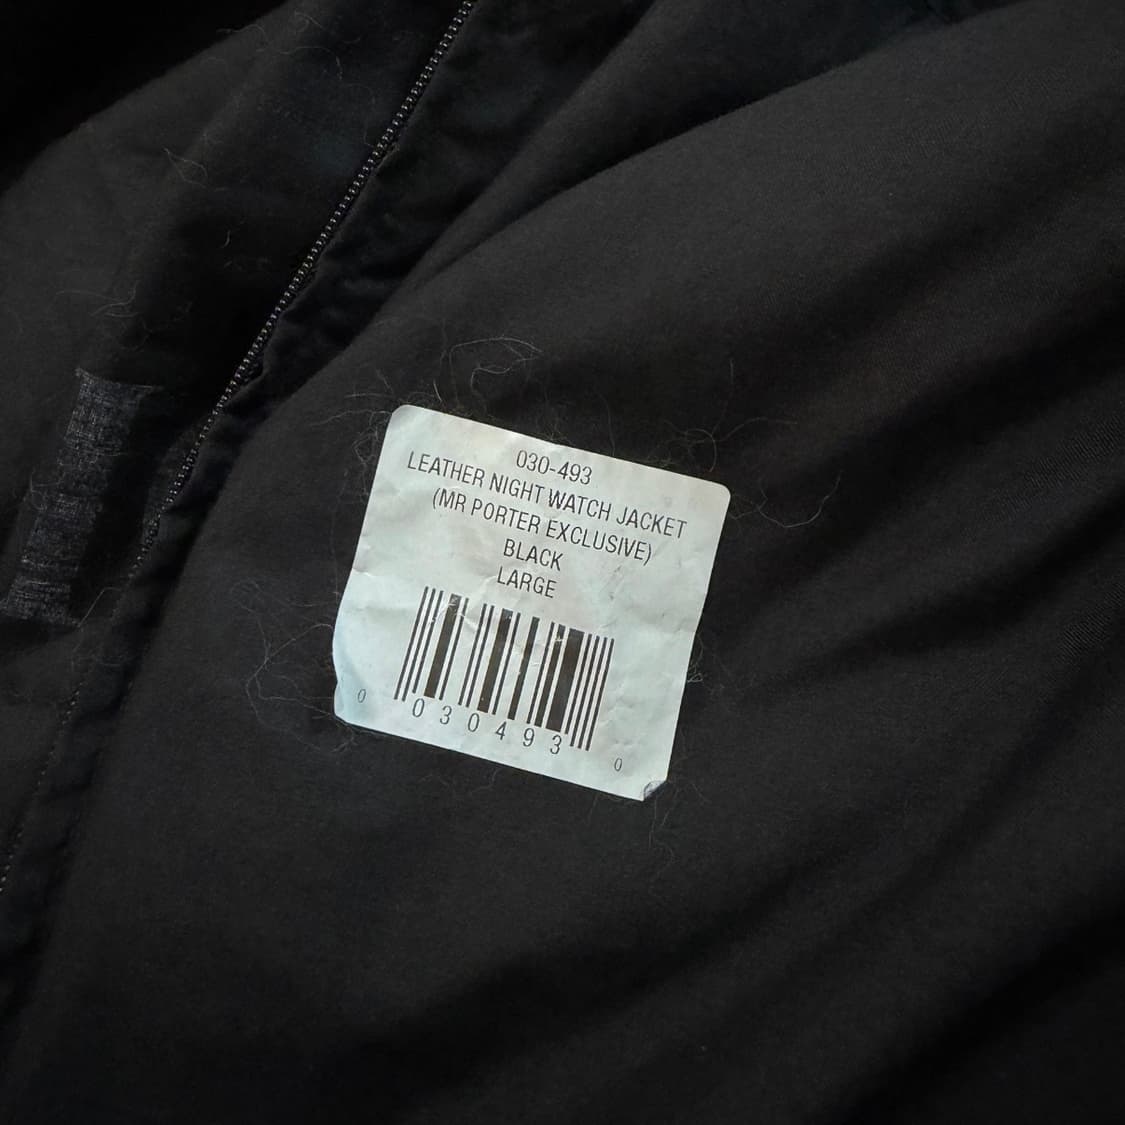 030-493
LEATHER NIGHT WATCH JACKET
(MR PORTER EXCLUSIVE)
BLACK
LARGE
0 030493 0